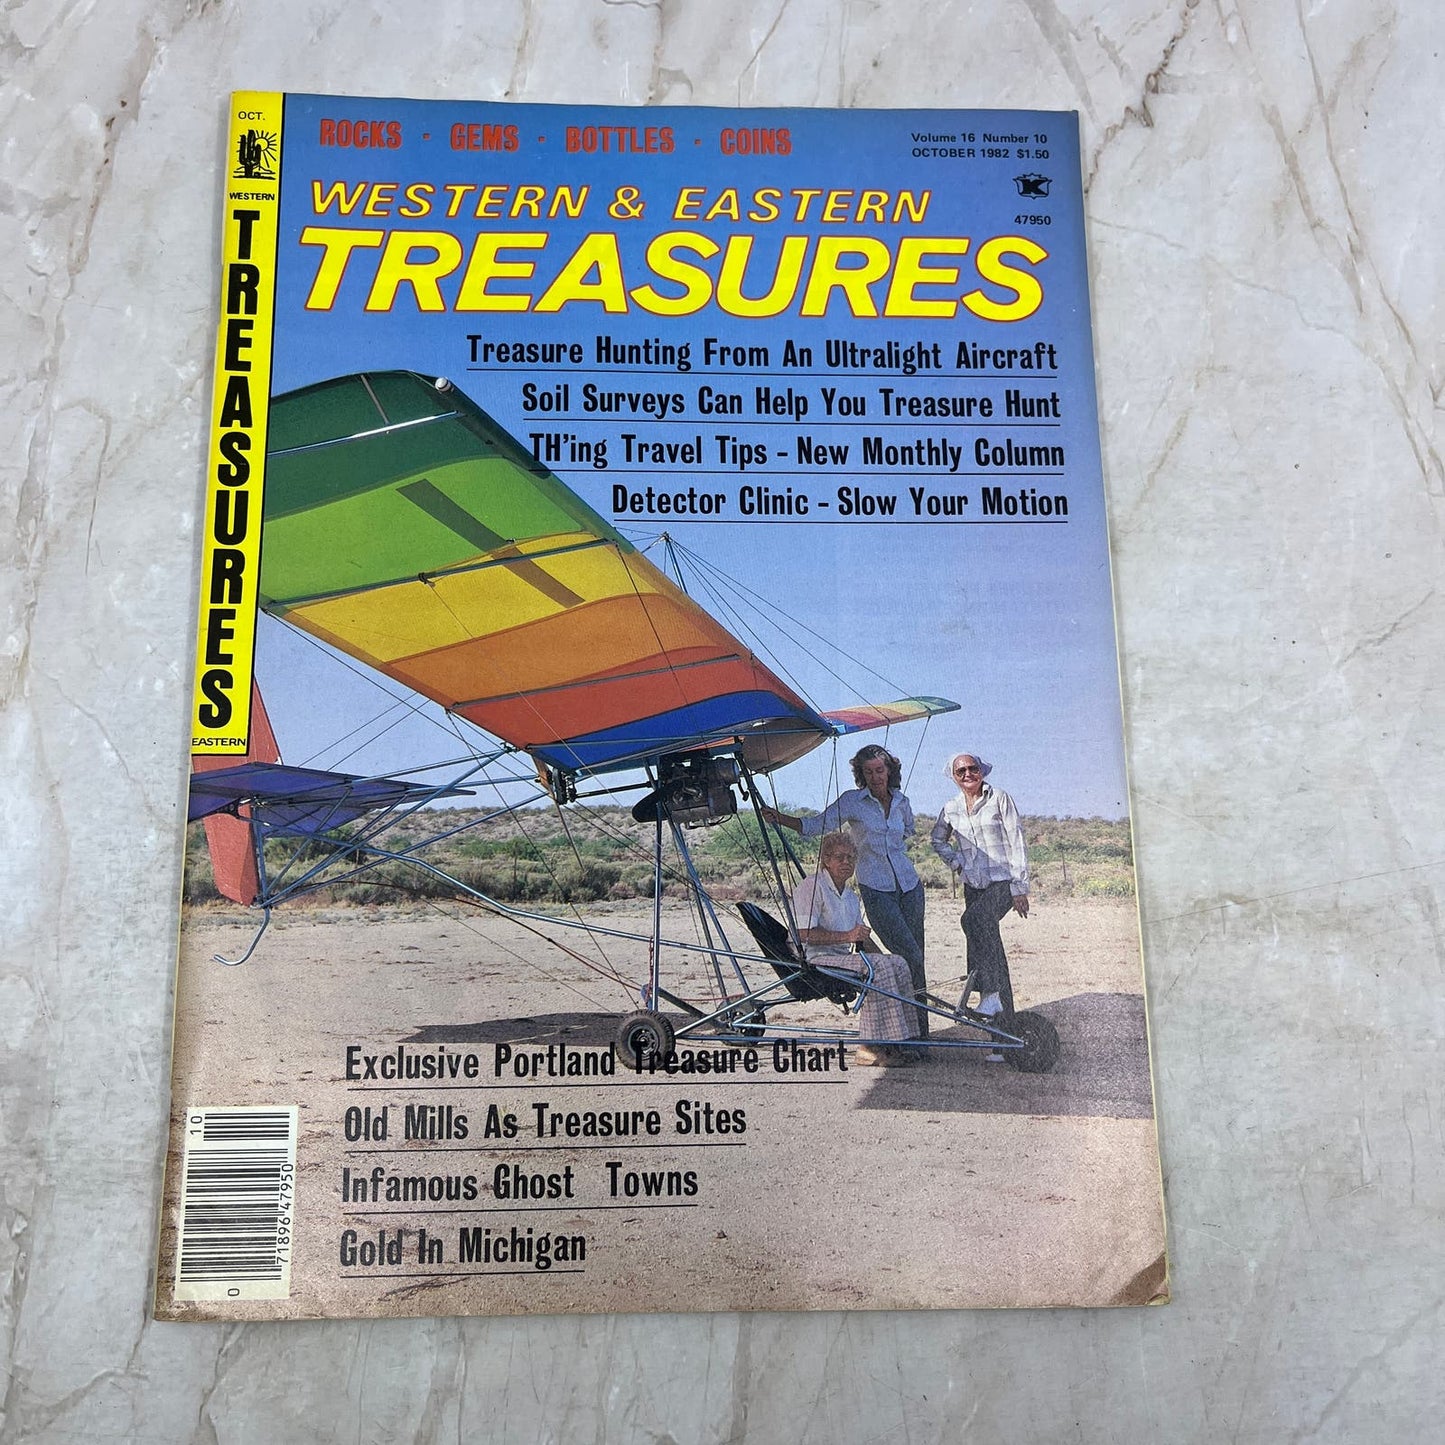 OCT.
WESTERN
TREASURES
EASTERN
ROCKS · GEMS · BOTTLES · COINS
Volume 16 Number 10
OCTOBER 1982 $1.50
K
47950
WESTERN & EASTERN
TREASURES
Treasure Hunting From An Ultralight Aircraft
Soil Surveys Can Help You Treasure Hunt
TH'ing Travel Tips - New Monthly Column
Detector Clinic - Slow Your Motion
Exclusive Portland Treasure Chart
Old Mills As Treasure Sites
Infamous Ghost Towns
Gold In Michigan
10
71896 47950
0